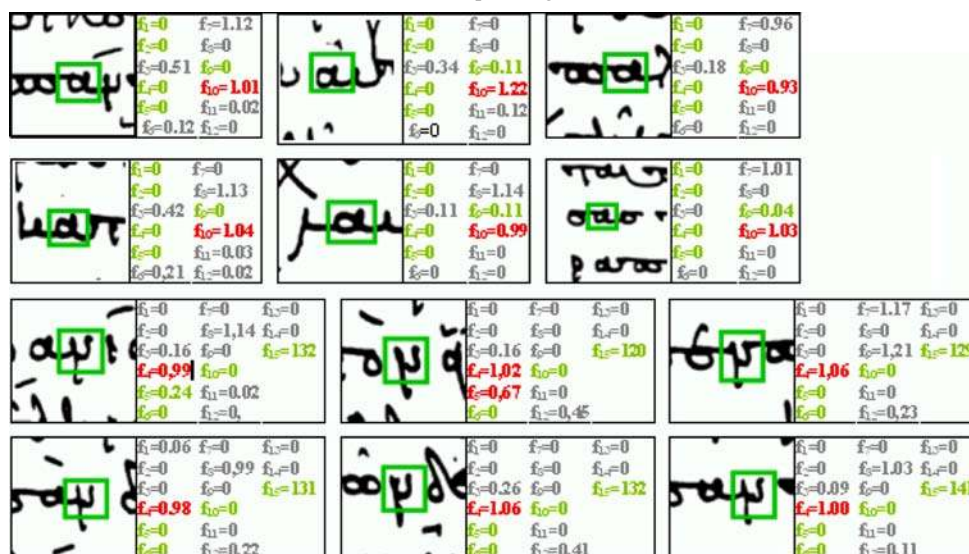 f₁=0 f₇=1.12
f₂=0 f₈=0
f₃=0.51 f₉=0
f₄=0 f₁₀=1.01
f₅=0 f₁₁=0.02
f₆=0.12 f₁₂=0
f₁=0 f₇=0
f₂=0 f₈=0
f₃=0.34 f₉=0.11
f₄=0 f₁₀=1.22
f₅=0 f₁₁=0.12
f₆=0 f₁₂=0
f₁=0 f₇=0.96
f₂=0 f₈=0
f₃=0.18 f₉=0
f₄=0 f₁₀=0.93
f₅=0 f₁₁=0
f₆=0 f₁₂=0
f₁=0 f₇=0
f₂=0 f₈=1.13
f₃=0.42 f₉=0
f₄=0 f₁₀=1.04
f₅=0 f₁₁=0.03
f₆=0,21 f₁₂=0.02
f₁=0 f₇=0
f₂=0 f₈=1.14
f₃=0.11 f₉=0.11
f₄=0 f₁₀=0.99
f₅=0 f₁₁=0
f₆=0 f₁₂=0
f₁=0 f₇=1.01
f₂=0 f₈=0
f₃=0 f₉=0.04
f₄=0 f₁₀=1.03
f₅=0 f₁₁=0
f₆=0 f₁₂=0
αμ
f₁=0 f₇=0 f₁₃=0
f₂=0 f₈=1,14 f₁₄=0
f₃=0.16 f₉=0 f₁₅=132
f₄=0,99 f₁₀=0
f₅=0.24 f₁₁=0.02
f₆=0 f₁₂=0,
f₁=0 f₇=0 f₁₃=0
f₂=0 f₈=0 f₁₄=0
f₃=0.16 f₉=0 f₁₅=120
f₄=1,02 f₁₀=0
f₅=0,67 f₁₁=0
f₆=0 f₁₂=0,45
f₁=0 f₇=1.17 f₁₃=0
f₂=0 f₈=0 f₁₄=0
f₃=0 f₉=1,21 f₁₅=129
f₄=1,06 f₁₀=0
f₅=0 f₁₁=0
f₆=0 f₁₂=0,23
f₁=0.06 f₇=0 f₁₃=0
f₂=0 f₈=0,99 f₁₄=0
f₃=0 f₉=0 f₁₅=131
f₄=0.98 f₁₀=0
f₅=0 f₁₁=0
f₆=0 f₁₂=0.22
f₁=0 f₇=0 f₁₃=0
f₂=0 f₈=0 f₁₄=0
f₃=0.26 f₉=0 f₁₅=132
f₄=1.06 f₁₀=0
f₅=0 f₁₁=0
f₆=0 f₁₂=0.41
f₁=0 f₇=0 f₁₃=0
f₂=0 f₈=1.03 f₁₄=0
f₃=0.09 f₉=0 f₁₅=141
f₄=1.00 f₁₀=0
f₅=0 f₁₁=0
f₆=0 f₁₂=0.11